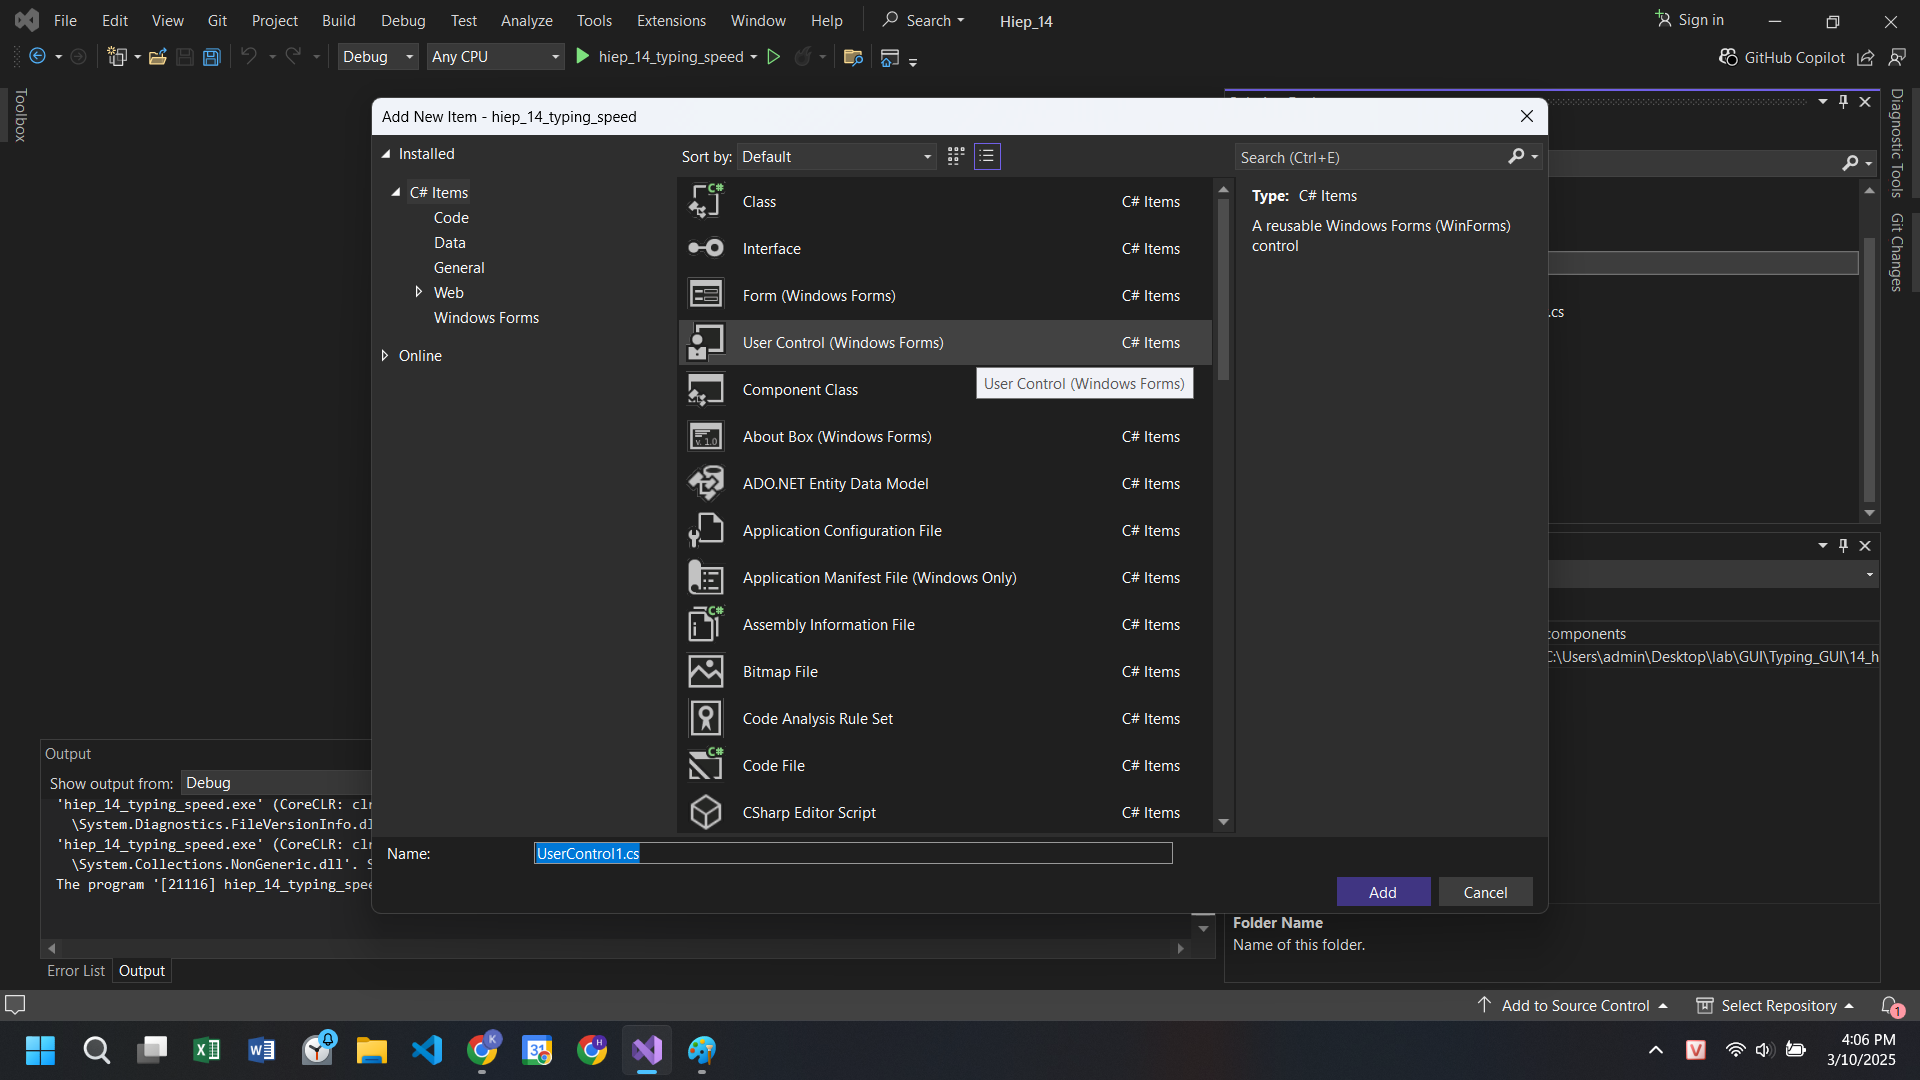 File Edit View Git Project Build Debug Test Analyze Tools Extensions Window Help Search Hiep_14 Sign in
Debug Any CPU hiep_14_typing_speed GitHub Copilot
Toolbox
Diagnostic Tools
Git Changes
Add New Item - hiep_14_typing_speed
Installed
C# Items
Code
Data
General
Web
Windows Forms
Online
Sort by: Default
Search (Ctrl+E)
Class C# Items
Interface C# Items
Form (Windows Forms) C# Items
User Control (Windows Forms) C# Items
User Control (Windows Forms)
Component Class
About Box (Windows Forms) C# Items
ADO.NET Entity Data Model C# Items
Application Configuration File C# Items
Application Manifest File (Windows Only) C# Items
Assembly Information File C# Items
Bitmap File C# Items
Code Analysis Rule Set C# Items
Code File C# Items
CSharp Editor Script C# Items
Type: C# Items
A reusable Windows Forms (WinForms)
control
.cs
components
C:\Users\admin\Desktop\lab\GUI\Typing_GUI\14_h
Name: UserControl1.cs
Add Cancel
Folder Name
Name of this folder.
Output
Show output from: Debug
'hiep_14_typing_speed.exe' (CoreCLR: clr
\System.Diagnostics.FileVersionInfo.dl
'hiep_14_typing_speed.exe' (CoreCLR: clr
\System.Collections.NonGeneric.dll'. S
The program '[21116] hiep_14_typing_spee
Error List Output
Add to Source Control Select Repository 1
4:06 PM
3/10/2025